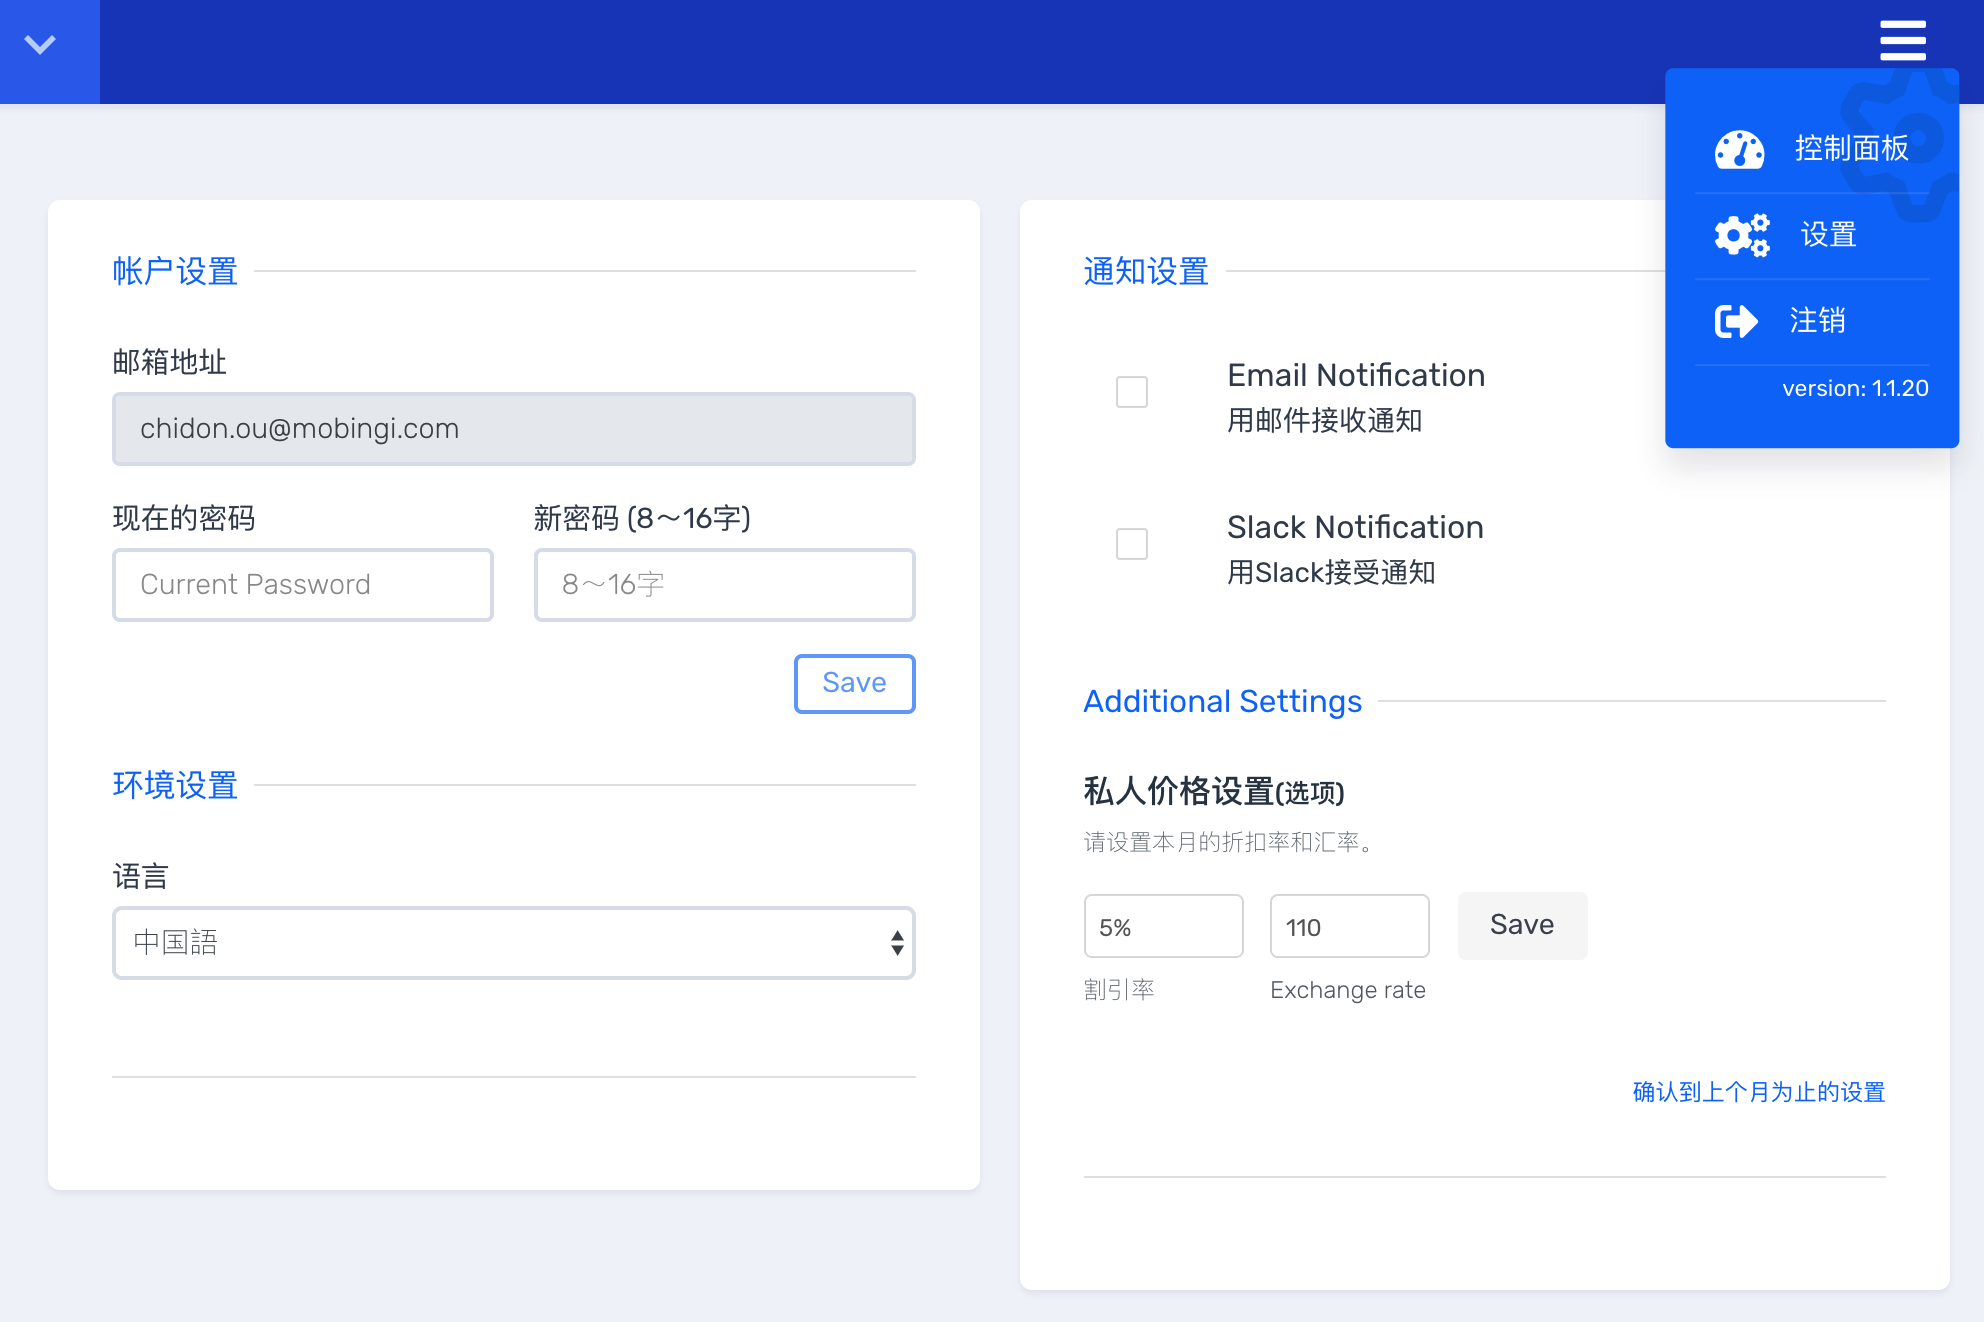 控制面板
设置
注销
version: 1.1.20
帐户设置
邮箱地址
chidon.ou@mobingi.com
现在的密码
新密码 (8～16字)
Current Password
8～16字
Save
环境设置
语言
中国語
通知设置
Email Notification
用邮件接收通知
Slack Notification
用Slack接受通知
Additional Settings
私人价格设置(选项)
请设置本月的折扣率和汇率。
5%
110
Save
割引率
Exchange rate
确认到上个月为止的设置